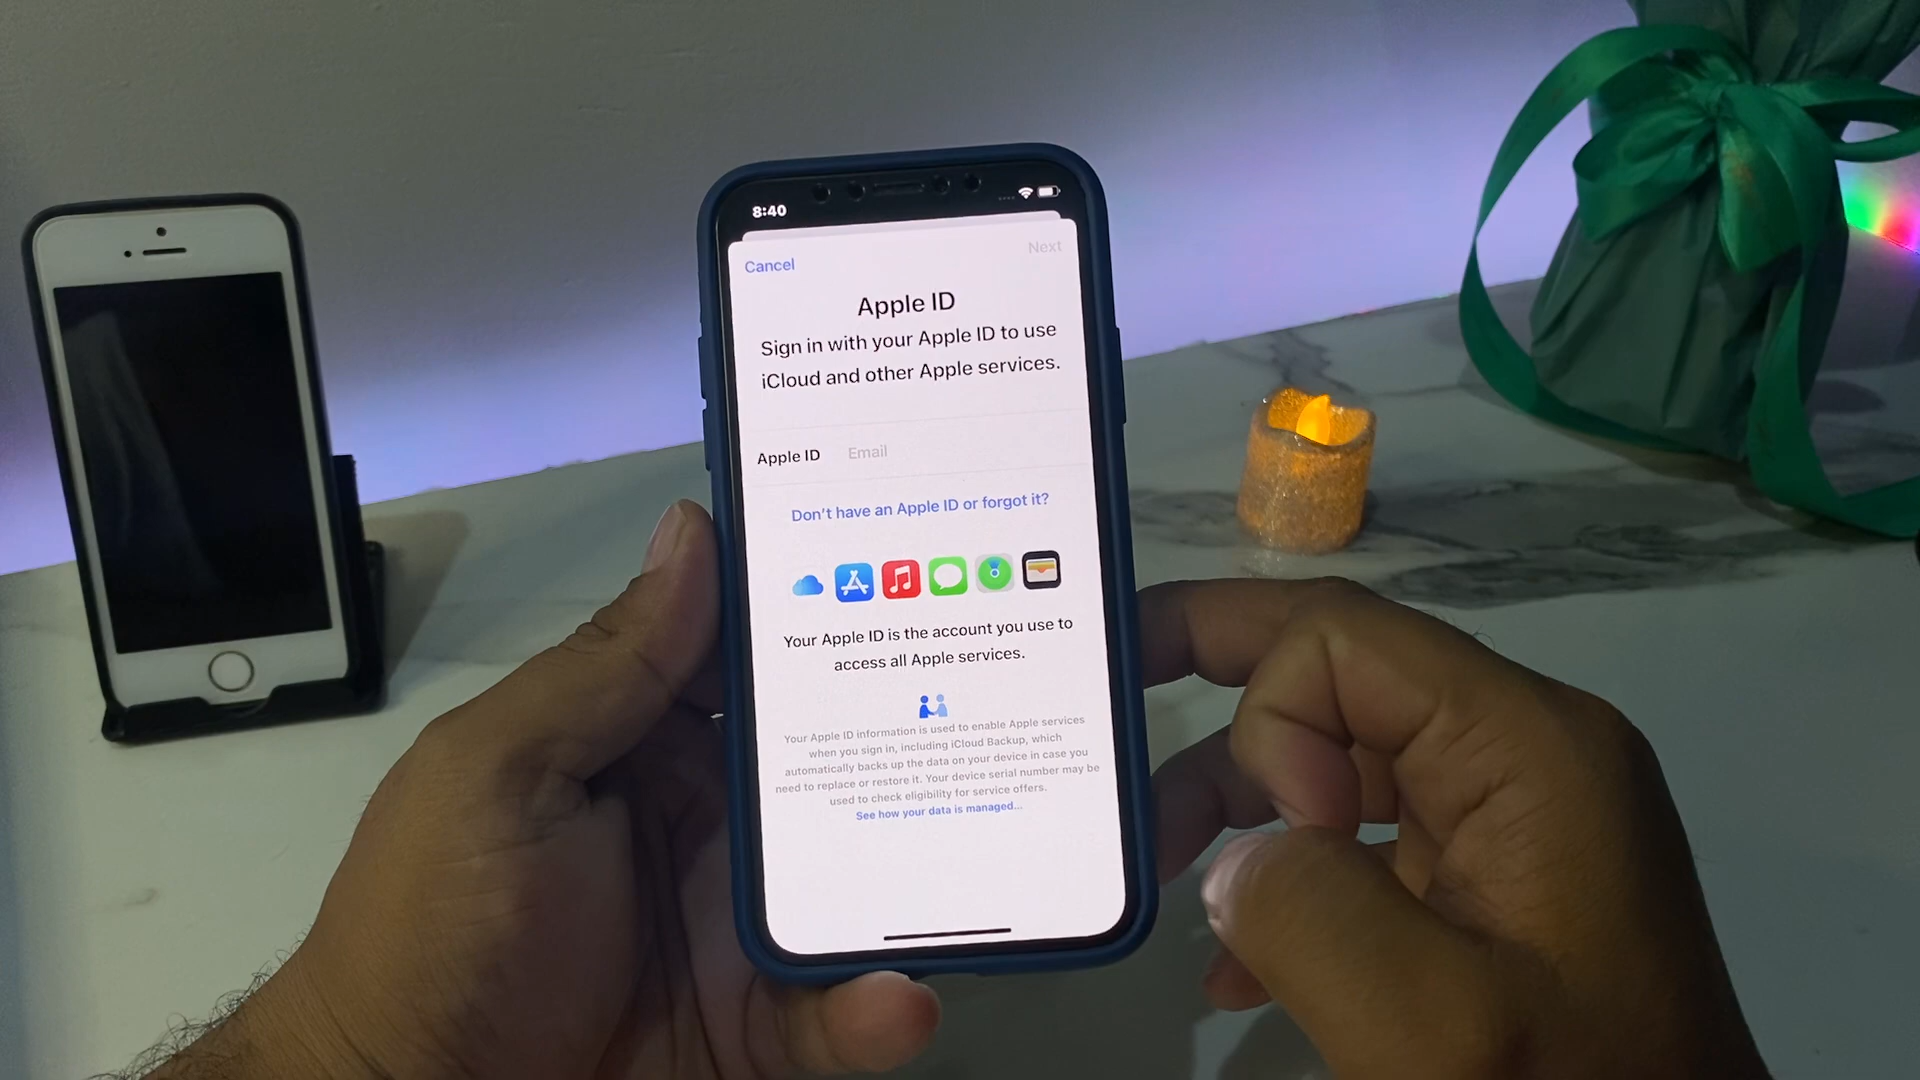 8:40
Cancel
Next
Apple ID
Sign in with your Apple ID to use
iCloud and other Apple services.
Apple ID Email
Don't have an Apple ID or forgot it?
Your Apple ID is the account you use to
access all Apple services.
Your Apple ID information is used to enable Apple services
when you sign in, including iCloud Backup, which
automatically backs up the data on your device in case you
need to replace or restore it. Your device serial number may be
used to check eligibility for service offers.
See how your data is managed...